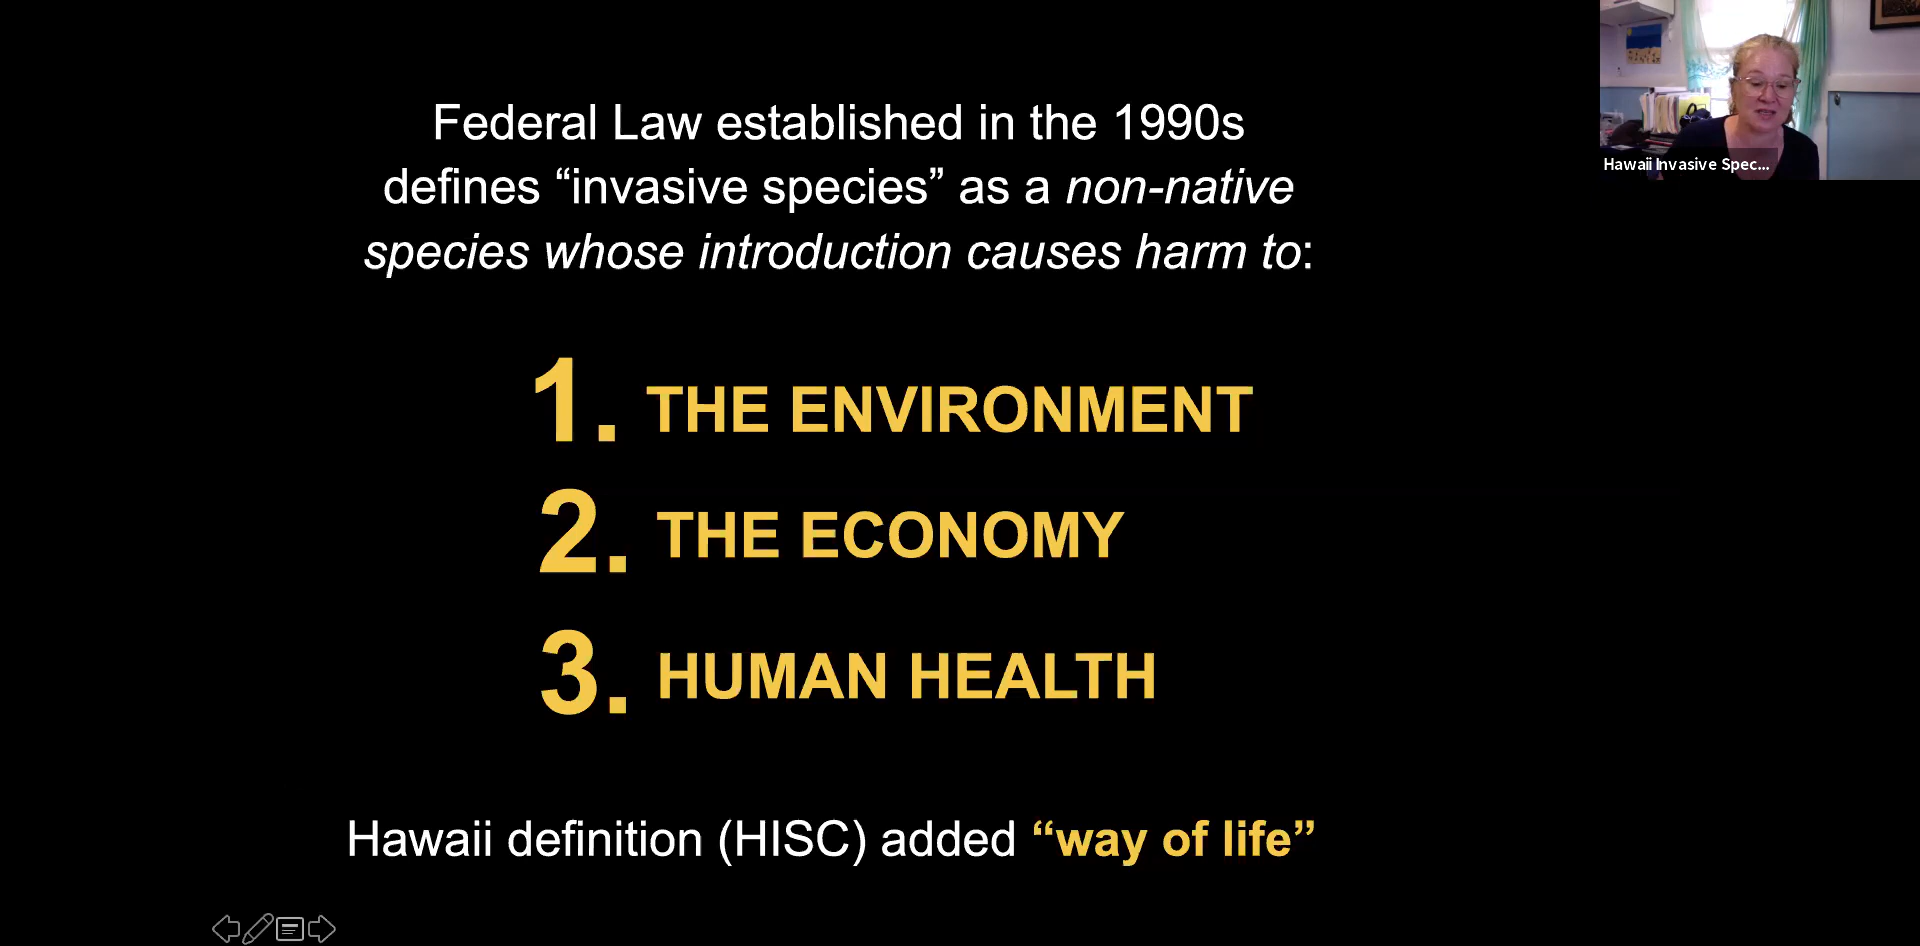 Federal Law established in the 1990s
defines “invasive species” as a non-native
species whose introduction causes harm to:
1. THE ENVIRONMENT
2. THE ECONOMY
3. HUMAN HEALTH
Hawaii definition (HISC) added “way of life”
Hawaii Invasive Spec...